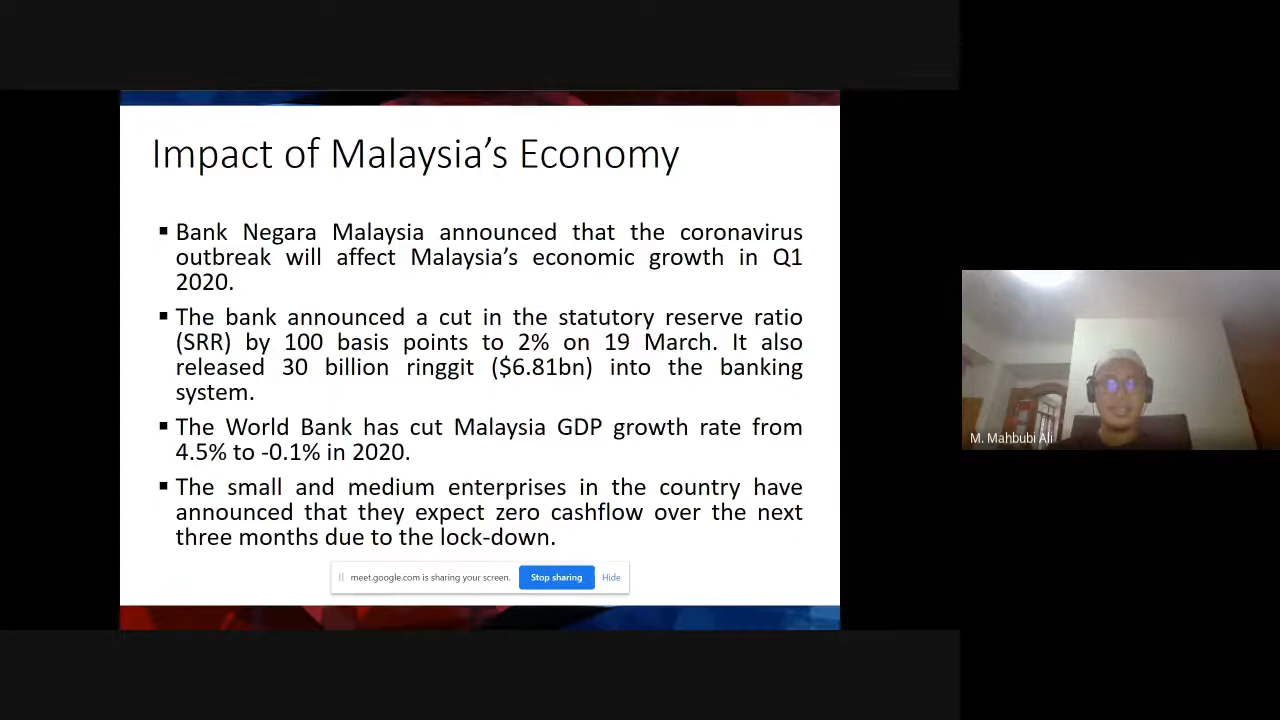 Impact of Malaysia's Economy
▪ Bank Negara Malaysia announced that the coronavirus
outbreak will affect Malaysia's economic growth in Q1
2020.
▪ The bank announced a cut in the statutory reserve ratio
(SRR) by 100 basis points to 2% on 19 March. It also
released 30 billion ringgit ($6.81bn) into the banking
system.
▪ The World Bank has cut Malaysia GDP growth rate from
4.5% to -0.1% in 2020.
▪ The small and medium enterprises in the country have
announced that they expect zero cashflow over the next
three months due to the lock-down.
meet.google.com is sharing your screen. Stop sharing Hide
M. Mahbubi Ali